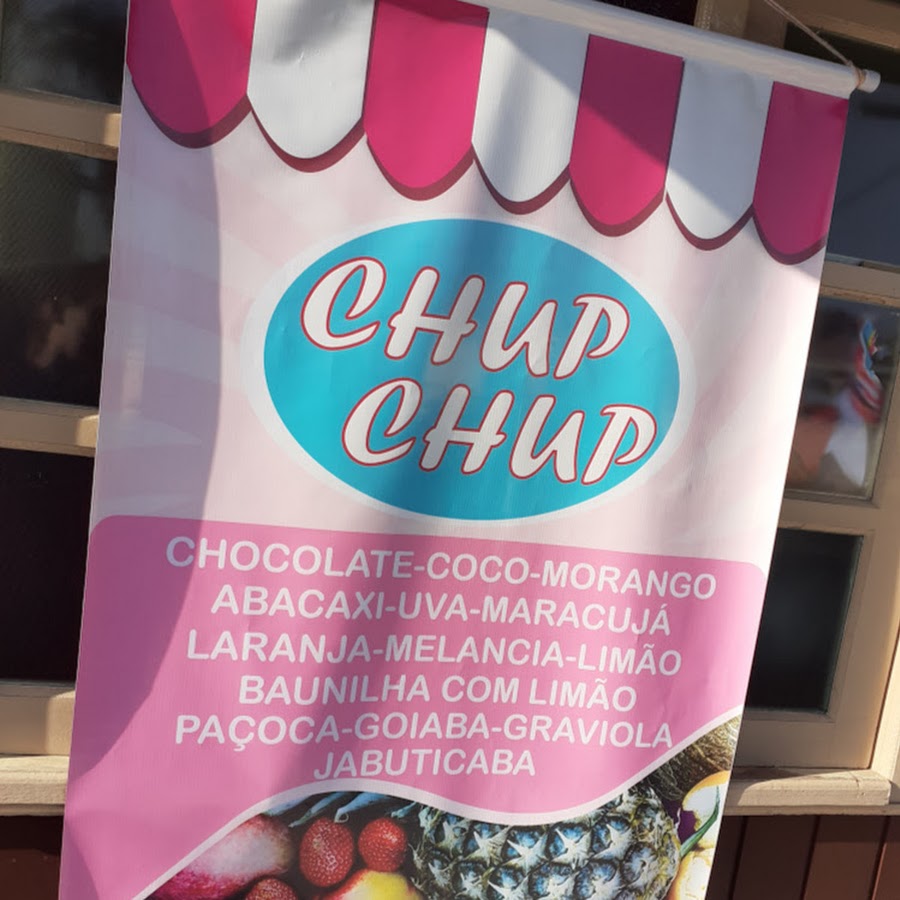 CHUP
CHUP
CHOCOLATE-COCO-MORANGO
ABACAXI-UVA-MARACUJÁ
LARANJA-MELANCIA-LIMÃO
BAUNILHA COM LIMÃO
PAÇOCA-GOIABA-GRAVIOLA
JABUTICABA